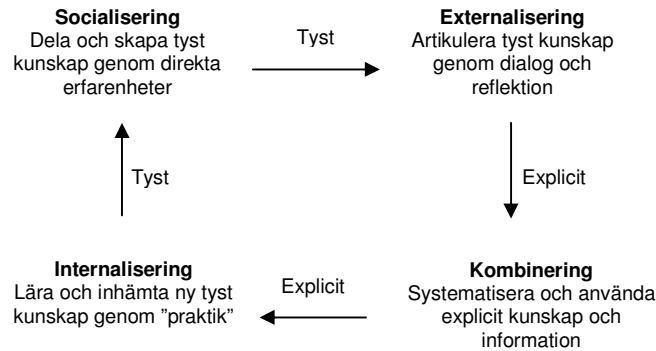 Socialisering
Dela och skapa tyst
kunskap genom direkta
erfarenheter
Tyst
Externalisering
Artikulera tyst kunskap
genom dialog och
reflektion
Tyst
Explicit
Internalisering
Lära och inhämta ny tyst
kunskap genom ”praktik”
Explicit
Kombinering
Systematisera och använda
explicit kunskap och
information